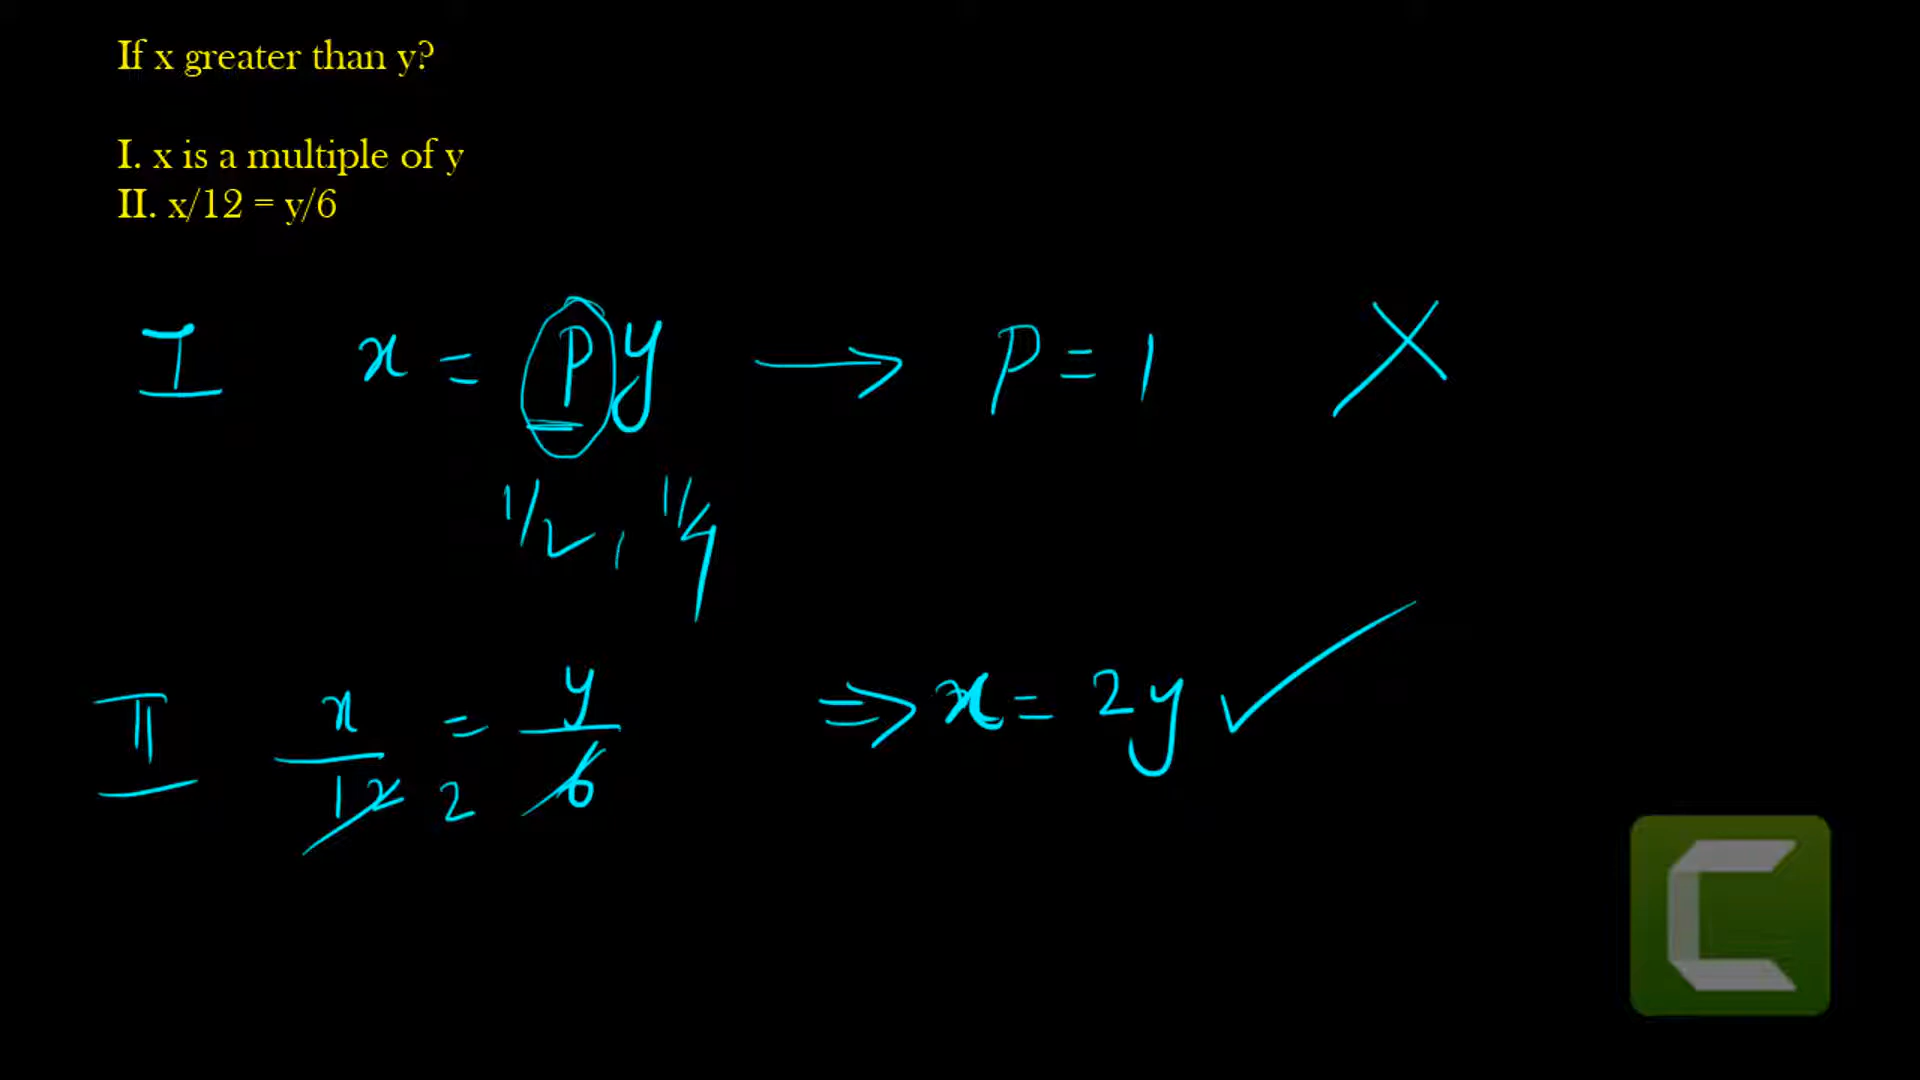 If x greater than y?
I. x is a multiple of y
II. x/12 = y/6
I x = Py → P = 1 X
1/2, 1/4
II x/12 2 = y/6 ⇒ x = 2y ✓